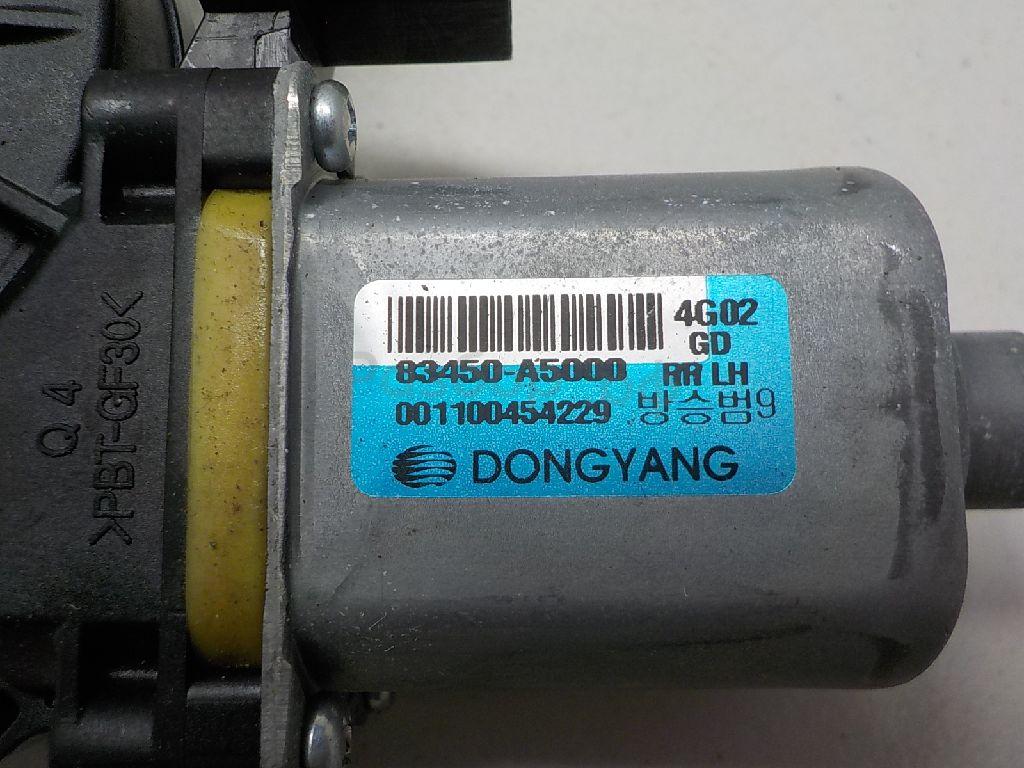 4G02
GD
83450-A5000 RR LH
001100454229 .방승범9
DONGYANG
Q 4
>PBT-GF30<